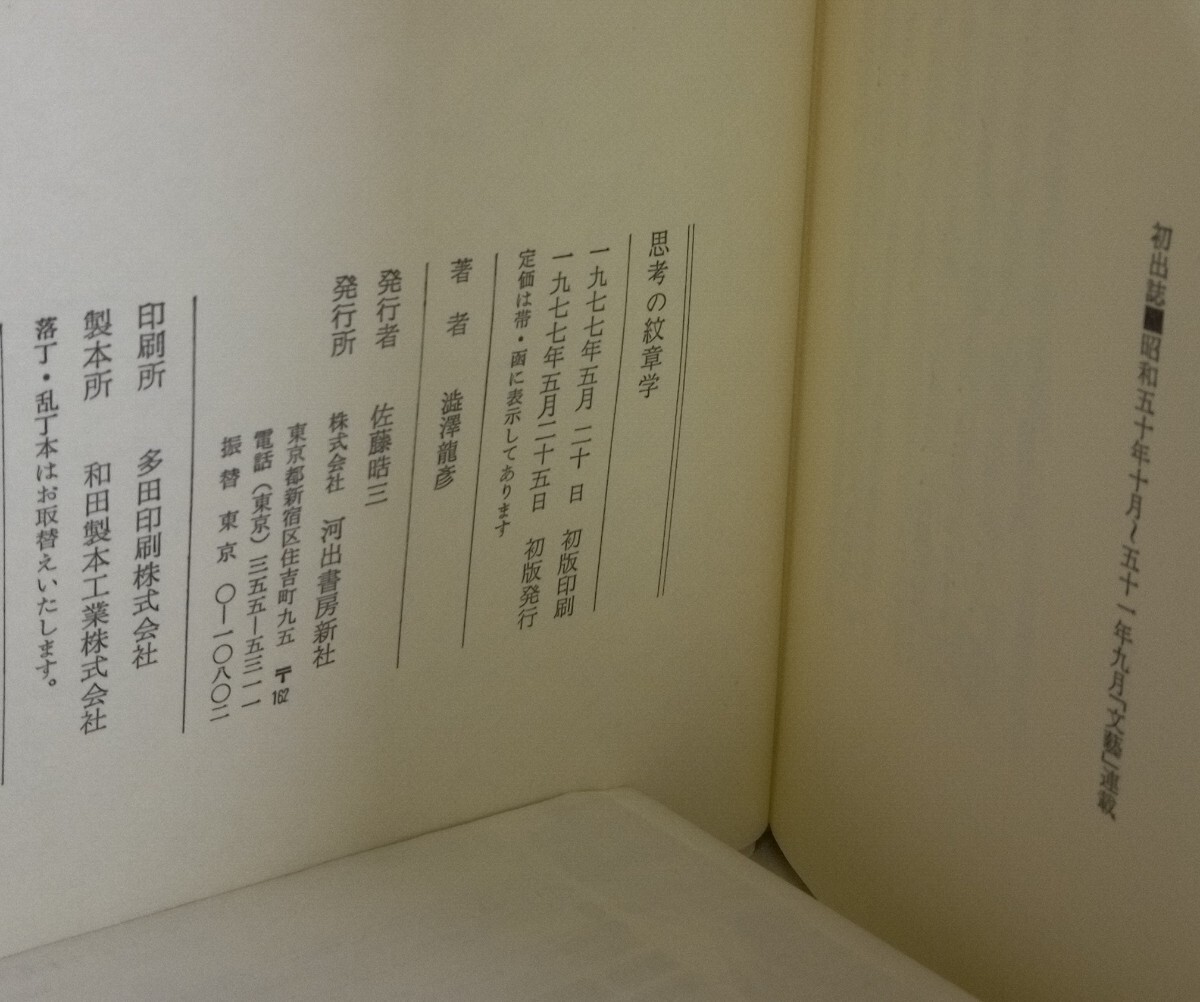 初出誌■昭和五十年十月〜五十一年九月「文藝」連載
思考の紋章学
一九七七年五月二十日 初版印刷
一九七七年五月二十五日 初版発行
定価は帯・函に表示してあります
著者 澁澤龍彦
発行者 佐藤晧三
発行所 株式会社 河出書房新社
東京都新宿区住吉町九五 〒162
電話(東京)三五五―五三一一
振替東京 〇―一〇八〇二
印刷所 多田印刷株式会社
製本所 和田製本工業株式会社
落丁・乱丁本はお取替えいたします。